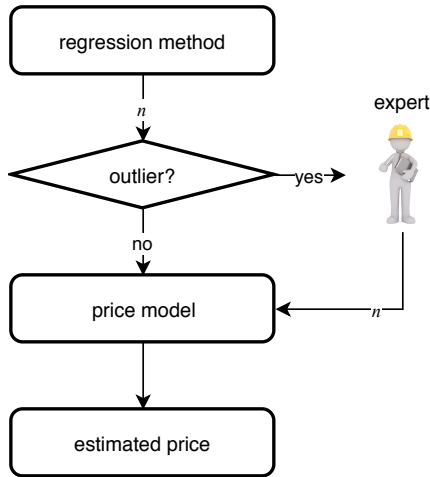 regression method
n
expert
outlier?
yes
no
price model
n
estimated price